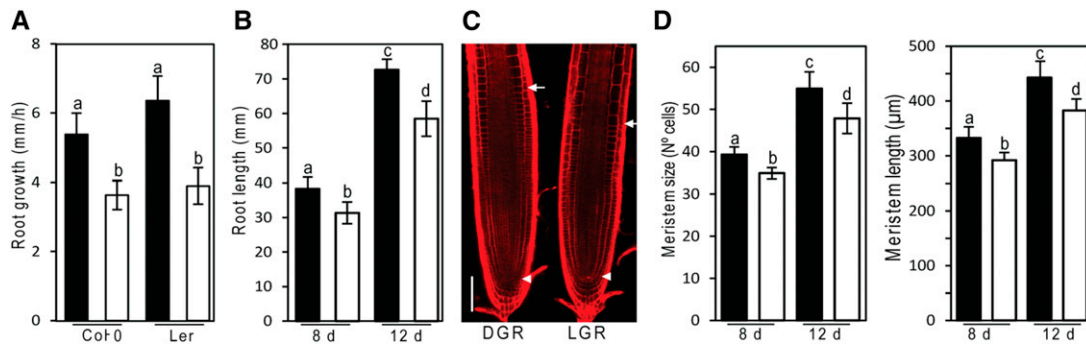 A
Root growth (mm/h)
8
6
4
2
0
a
b
a
b
Col-0
Ler
B
Root length (mm)
80
70
60
50
40
30
20
10
0
a
b
c
d
8 d
12 d
C
DGR
LGR
D
Meristem size (Nº cells)
60
50
40
30
20
10
0
a
b
c
d
8 d
12 d
Meristem length (µm)
500
400
300
200
100
0
a
b
c
d
8 d
12 d